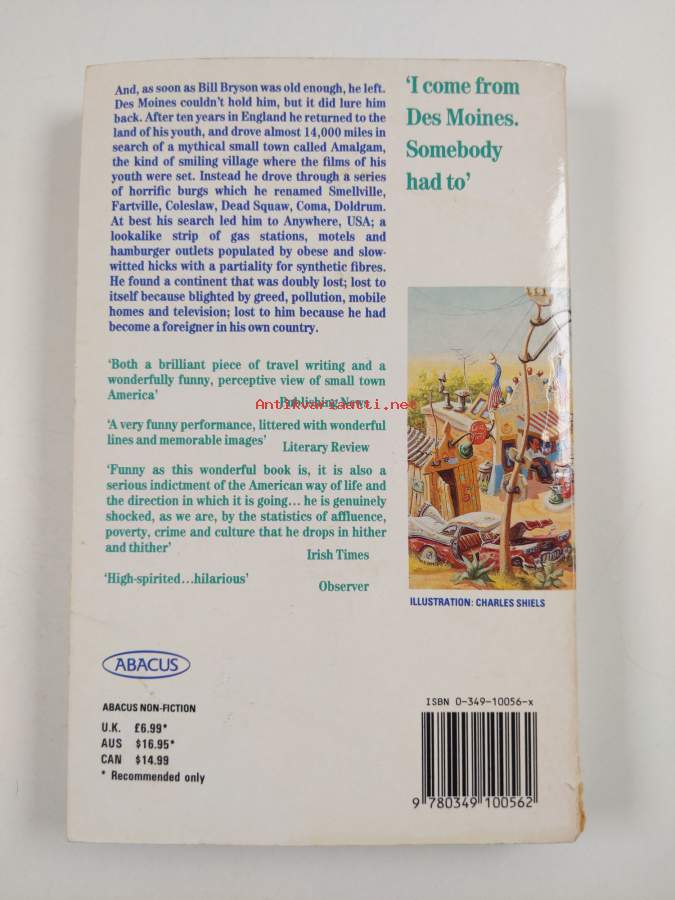 'I come from
Des Moines.
Somebody
had to'
And, as soon as Bill Bryson was old enough, he left.
Des Moines couldn't hold him, but it did lure him
back. After ten years in England he returned to the
land of his youth, and drove almost 14,000 miles in
search of a mythical small town called Amalgam,
the kind of smiling village where the films of his
youth were set. Instead he drove through a series
of horrific burgs which he renamed Smellville,
Fartville, Coleslaw, Dead Squaw, Coma, Doldrum.
At best his search led him to Anywhere, USA; a
lookalike strip of gas stations, motels and
hamburger outlets populated by obese and slow-
witted hicks with a partiality for synthetic fibres.
He found a continent that was doubly lost; lost to
itself because blighted by greed, pollution, mobile
homes and television; lost to him because he had
become a foreigner in his own country.
'Both a brilliant piece of travel writing and a
wonderfully funny, perceptive view of small town
America'
Publishing News
Antikvariaatti.net
'A very funny performance, littered with wonderful
lines and memorable images'
Literary Review
'Funny as this wonderful book is, it is also a
serious indictment of the American way of life and
the direction in which it is going... he is genuinely
shocked, as we are, by the statistics of affluence,
poverty, crime and culture that he drops in hither
and thither'
Irish Times
'High-spirited...hilarious'
Observer
ILLUSTRATION: CHARLES SHIELS
ABACUS
ABACUS NON-FICTION
U.K. £6.99*
AUS $16.95*
CAN $14.99
* Recommended only
ISBN 0-349-10056-x
9 780349 100562